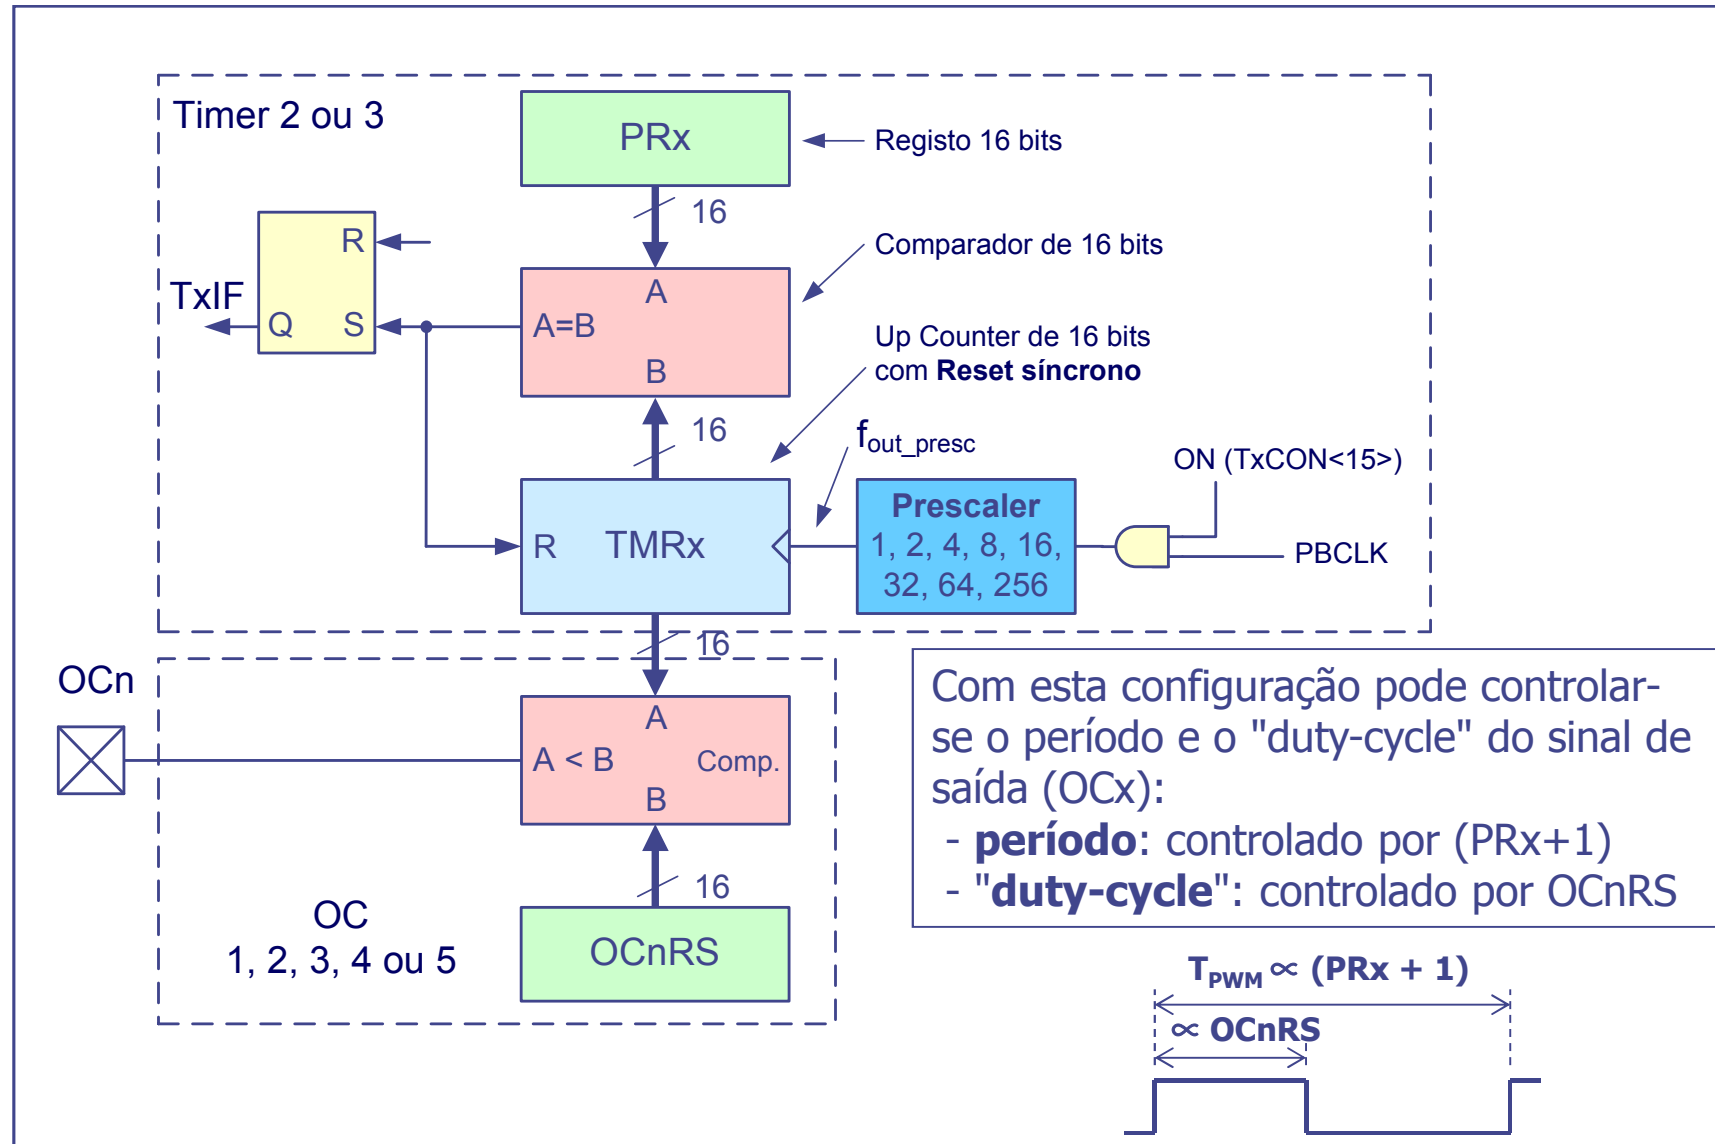 Timer 2 ou 3
PRx
Registo 16 bits
16
R
Comparador de 16 bits
A
TxIF
Q
S
A=B
B
Up Counter de 16 bits
com Reset síncrono
16
fout_presc
ON (TxCON<15>)
R
TMRx
Prescaler
1, 2, 4, 8, 16,
32, 64, 256
PBCLK
16
OCn
A
A < B
Comp.
B
16
OC
1, 2, 3, 4 ou 5
OCnRS
Com esta configuração pode controlar-
se o período e o "duty-cycle" do sinal de
saída (OCx):
- período: controlado por (PRx+1)
- "duty-cycle": controlado por OCnRS
TPWM ∝ (PRx + 1)
∝ OCnRS